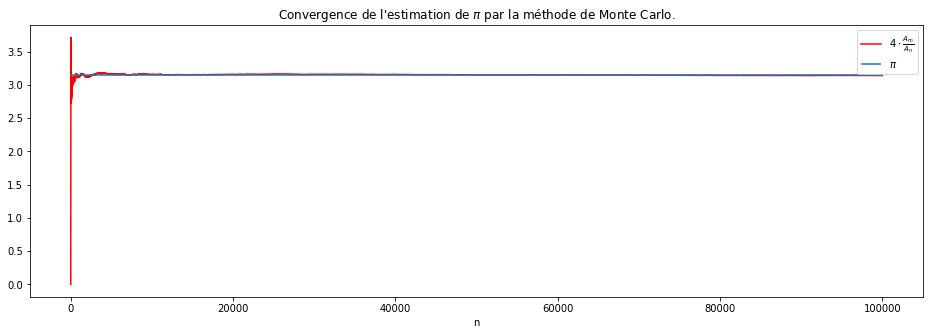 Convergence de l'estimation de π par la méthode de Monte Carlo.
4 · A_m/A_n
π
3.5
3.0
2.5
2.0
1.5
1.0
0.5
0.0
0 20000 40000 60000 80000 100000
n